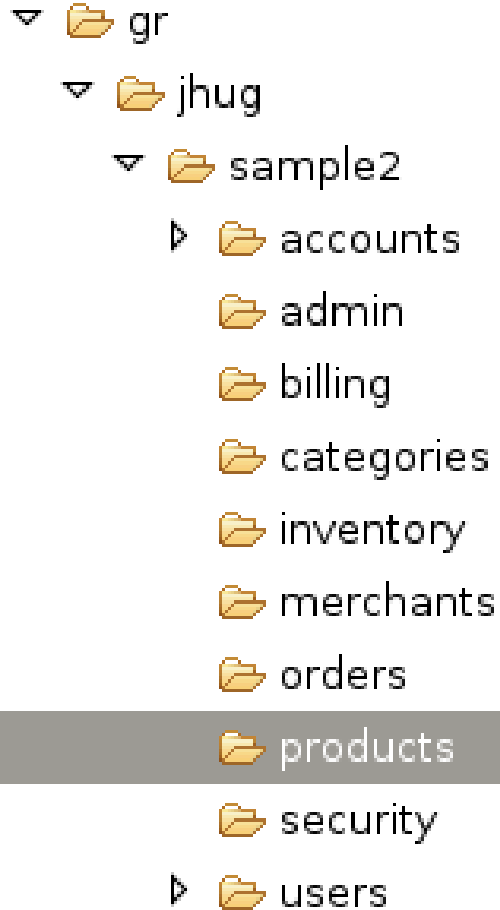 gr
jhug
sample2
accounts
admin
billing
categories
inventory
merchants
orders
products
security
users